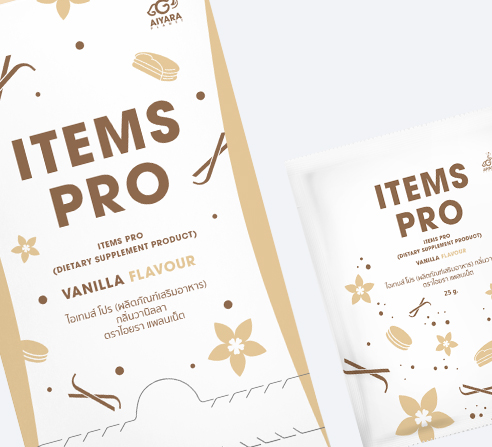 AIYARA
ITEMS
PRO
ITEMS PRO
(DIETARY SUPPLEMENT PRODUCT)
VANILLA FLAVOUR
ไอเทมส์ โปร (ผลิตภัณฑ์เสริมอาหาร)
กลิ่นวานิลลา
ตราไอยรา แพลนเน็ต
ITEMS
PRO
ITEMS PRO
(DIETARY SUPPLEMENT PRODUCT)
VANILLA FLAVOUR
ไอเทมส์ โปร (ผลิตภัณฑ์เสริมอาหาร)
กลิ่นวานิลลา
ตราไอยรา แพลนเน็ต
25 g.